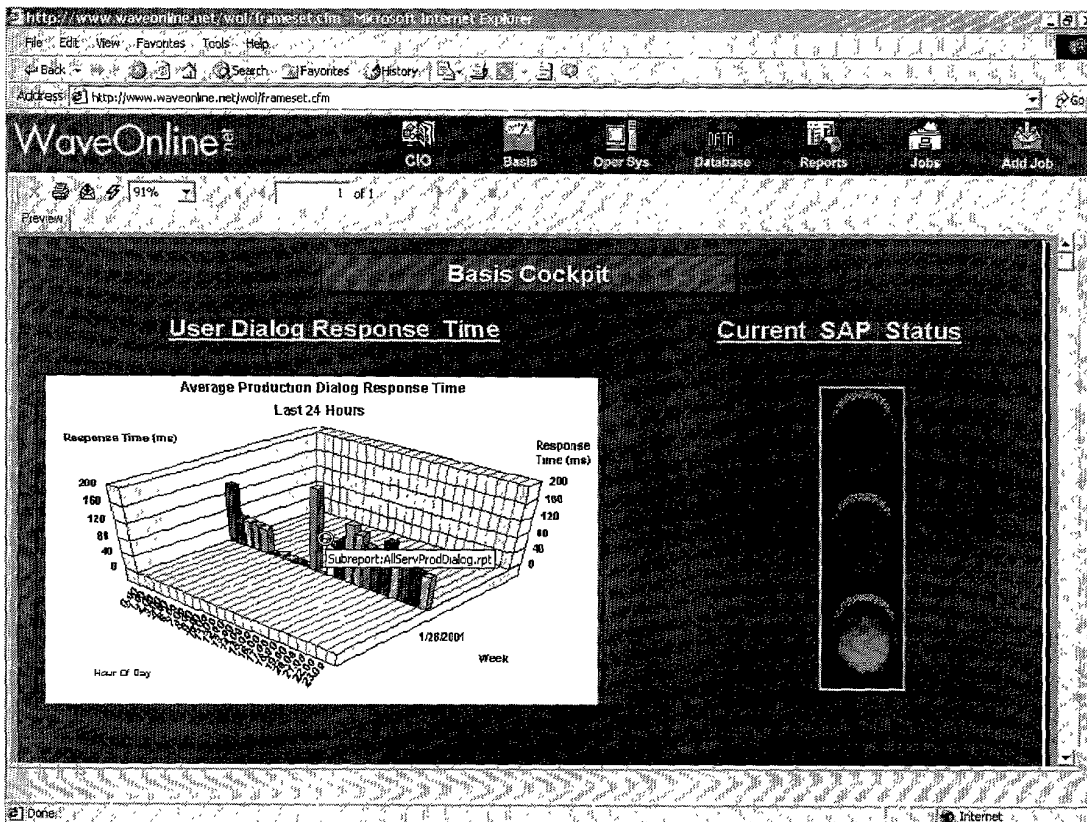 http://www.waveonline.net/wol/frameset.cfm - Microsoft Internet Explorer
File Edit View Favorites Tools Help
Back Search Favorites History
Address http://www.waveonline.net/wol/frameset.cfm Go
WaveOnline.net
CIO Basis Oper Sys Database Reports Jobs Add Job
91% 1 of 1
Preview
Basis Cockpit
User Dialog Response Time
Current SAP Status
Average Production Dialog Response Time
Last 24 Hours
Response Time (ms)
Response Time (ms)
200 200
160 160
120 120
80 80
40 40
0 0
Subreport:AllServProdDialog.rpt
1/28/2001
Week
Hour Of Day
Done Internet